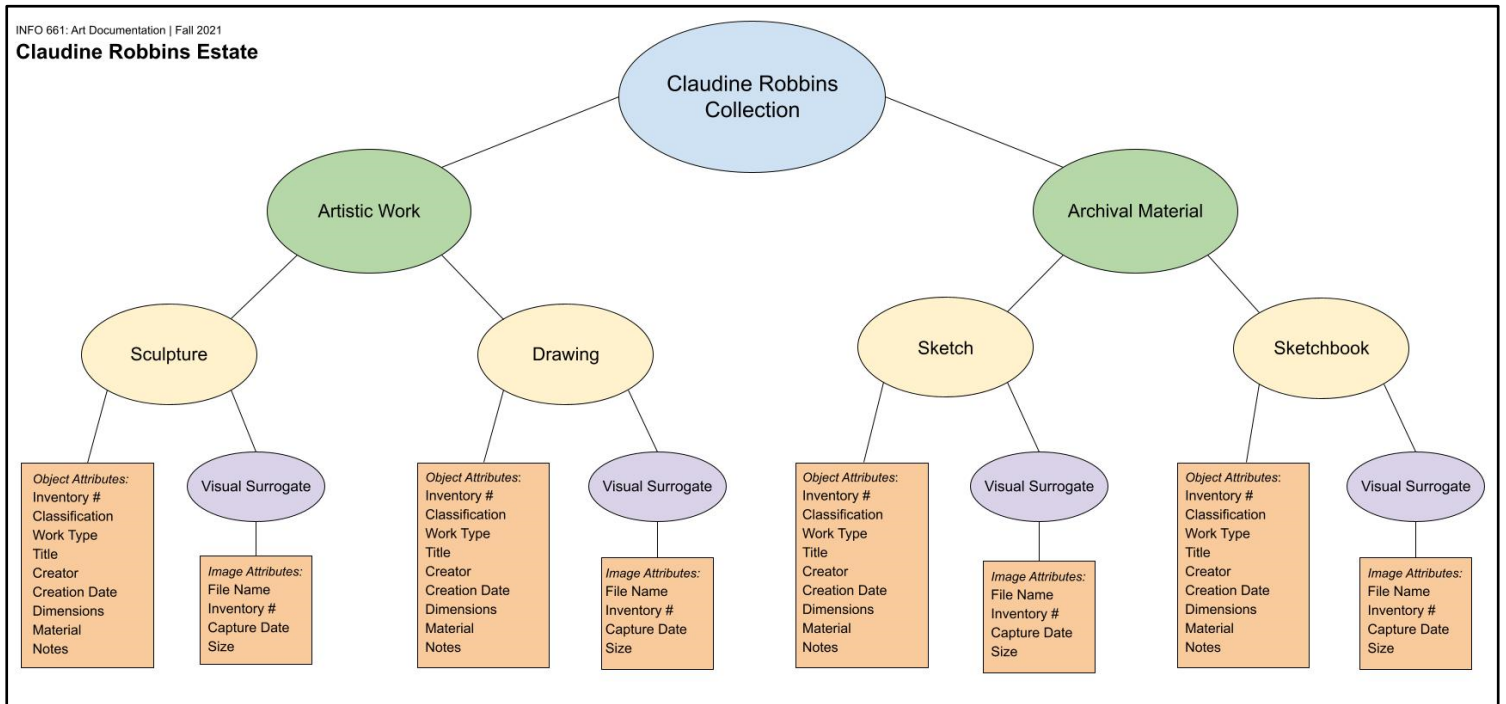 INFO 661: Art Documentation | Fall 2021
Claudine Robbins Estate
Claudine Robbins
Collection
Artistic Work
Archival Material
Sculpture
Drawing
Sketch
Sketchbook
Object Attributes:
Inventory #
Classification
Work Type
Title
Creator
Creation Date
Dimensions
Material
Notes
Visual Surrogate
Image Attributes:
File Name
Inventory #
Capture Date
Size
Object Attributes:
Inventory #
Classification
Work Type
Title
Creator
Creation Date
Dimensions
Material
Notes
Visual Surrogate
Image Attributes:
File Name
Inventory #
Capture Date
Size
Object Attributes:
Inventory #
Classification
Work Type
Title
Creator
Creation Date
Dimensions
Material
Notes
Visual Surrogate
Image Attributes:
File Name
Inventory #
Capture Date
Size
Object Attributes:
Inventory #
Classification
Work Type
Title
Creator
Creation Date
Dimensions
Material
Notes
Visual Surrogate
Image Attributes:
File Name
Inventory #
Capture Date
Size